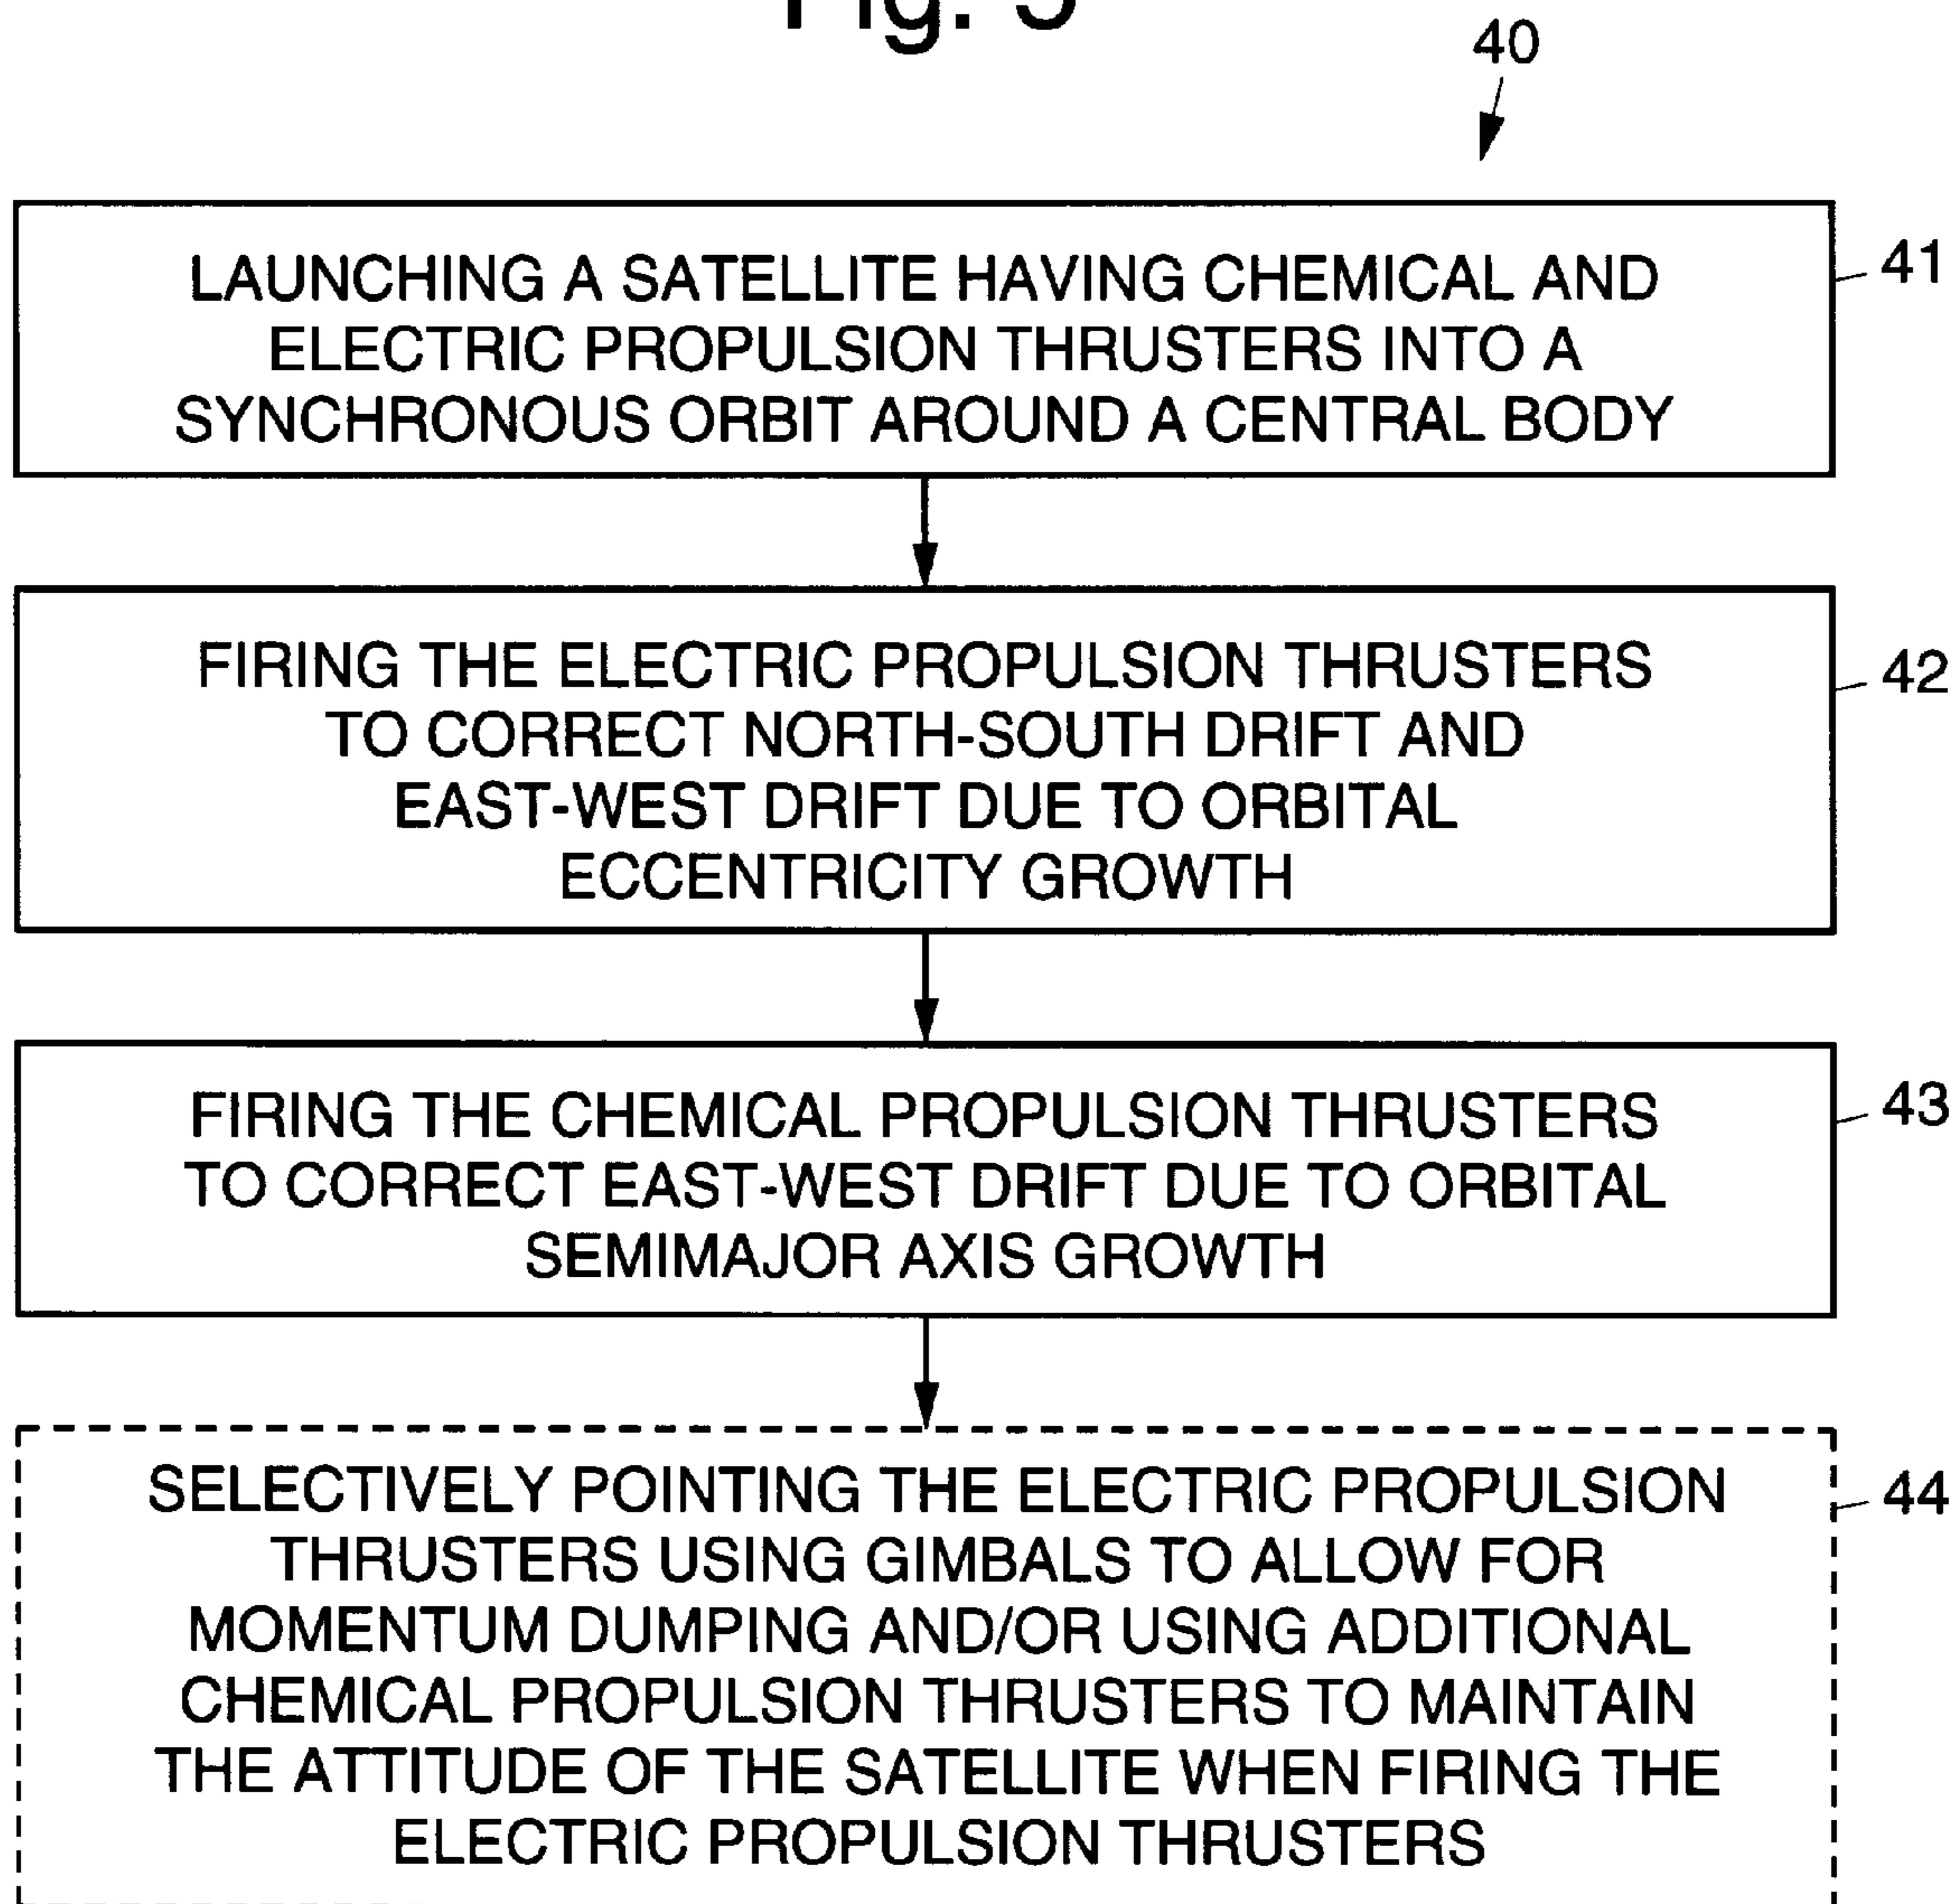 40
LAUNCHING A SATELLITE HAVING CHEMICAL AND
ELECTRIC PROPULSION THRUSTERS INTO A
SYNCHRONOUS ORBIT AROUND A CENTRAL BODY
41
FIRING THE ELECTRIC PROPULSION THRUSTERS
TO CORRECT NORTH-SOUTH DRIFT AND
EAST-WEST DRIFT DUE TO ORBITAL
ECCENTRICITY GROWTH
42
FIRING THE CHEMICAL PROPULSION THRUSTERS
TO CORRECT EAST-WEST DRIFT DUE TO ORBITAL
SEMIMAJOR AXIS GROWTH
43
SELECTIVELY POINTING THE ELECTRIC PROPULSION
THRUSTERS USING GIMBALS TO ALLOW FOR
MOMENTUM DUMPING AND/OR USING ADDITIONAL
CHEMICAL PROPULSION THRUSTERS TO MAINTAIN
THE ATTITUDE OF THE SATELLITE WHEN FIRING THE
ELECTRIC PROPULSION THRUSTERS
44